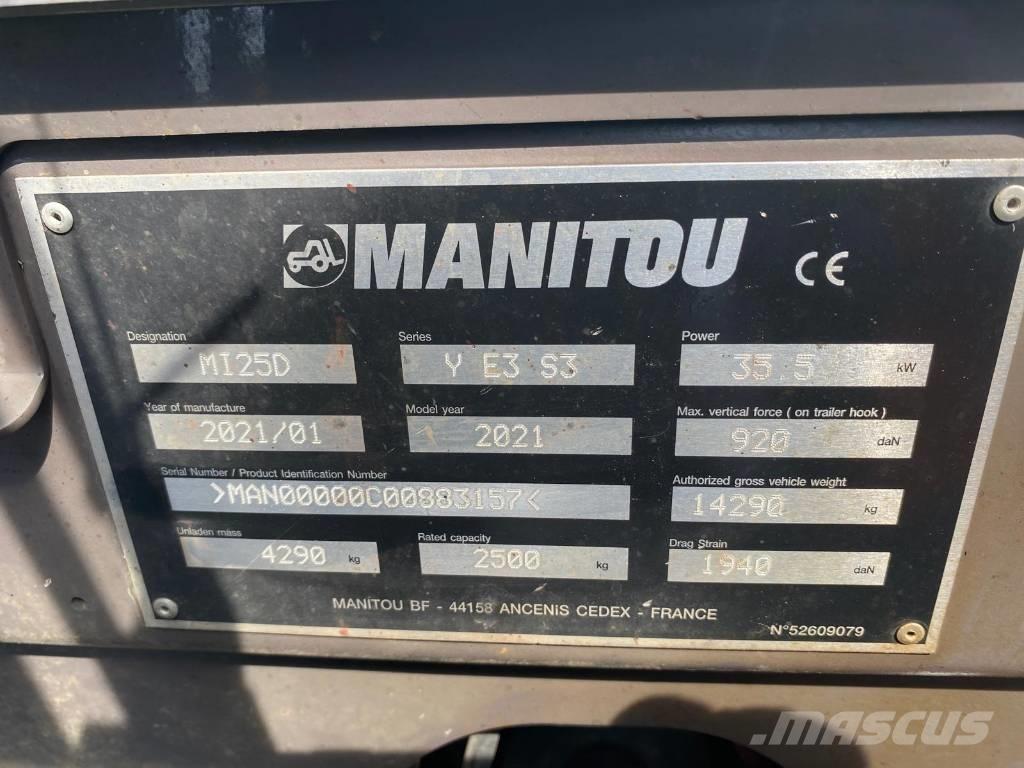 MANITOU CE
Designation Series Power
MI25D Y E3 S3 35.5 kW
Year of manufacture Model year Max. vertical force ( on trailer hook )
2021/01 2021 920 daN
Serial Number / Product Identification Number Authorized gross vehicle weight
>MAN00000C00883157< 14290 kg
Unladen mass Rated capacity Drag Strain
4290 kg 2500 kg 1940 daN
MANITOU BF - 44158 ANCENIS CEDEX - FRANCE
N°52609079
MASCUS